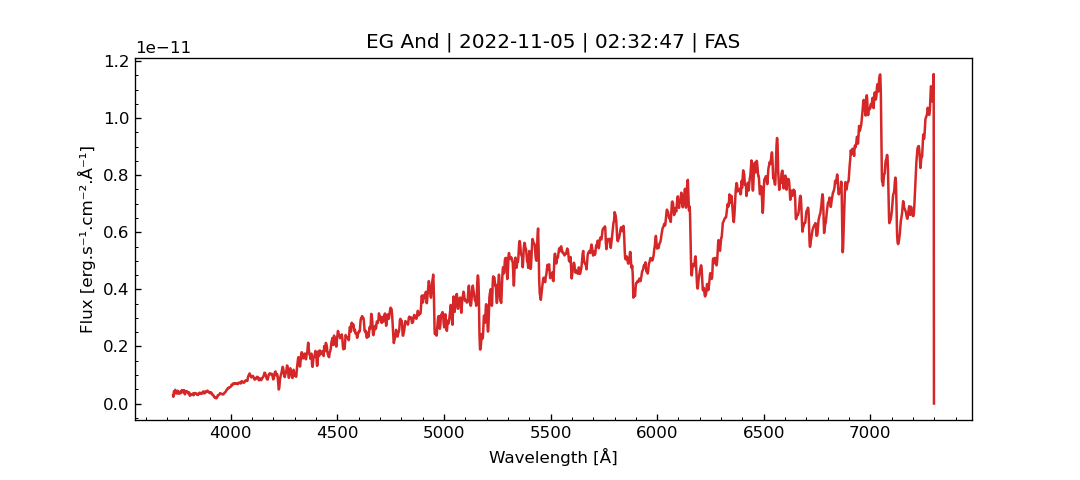 EG And | 2022-11-05 | 02:32:47 | FAS
1e−11
1.2
1.0
0.8
0.6
0.4
0.2
0.0
Flux [erg.s⁻¹.cm⁻².Å⁻¹]
4000 4500 5000 5500 6000 6500 7000
Wavelength [Å]